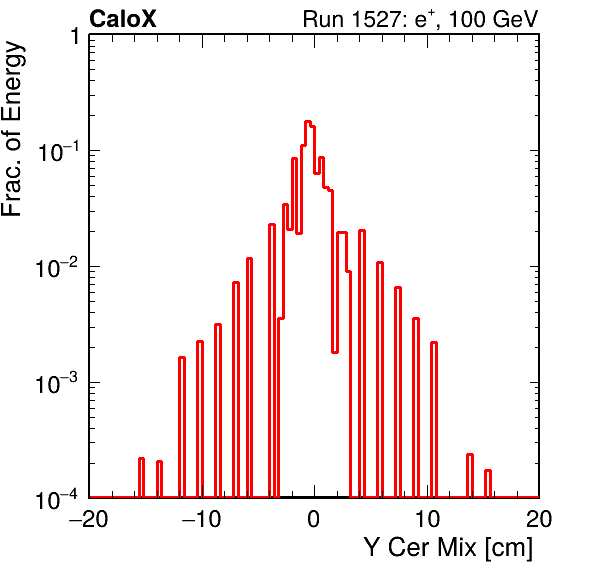 CaloX
Run 1527: e⁺, 100 GeV
Frac. of Energy
1
10⁻¹
10⁻²
10⁻³
10⁻⁴
−20
−10
0
10
20
Y Cer Mix [cm]